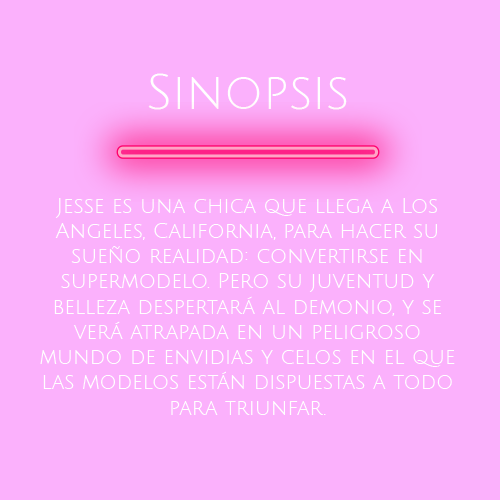 Sinopsis
Jesse es una chica que llega a Los
Angeles, California, para hacer su
sueño realidad: convertirse en
supermodelo. Pero su juventud y
belleza despertará al demonio, y se
verá atrapada en un peligroso
mundo de envidias y celos en el que
las modelos están dispuestas a todo
para triunfar.